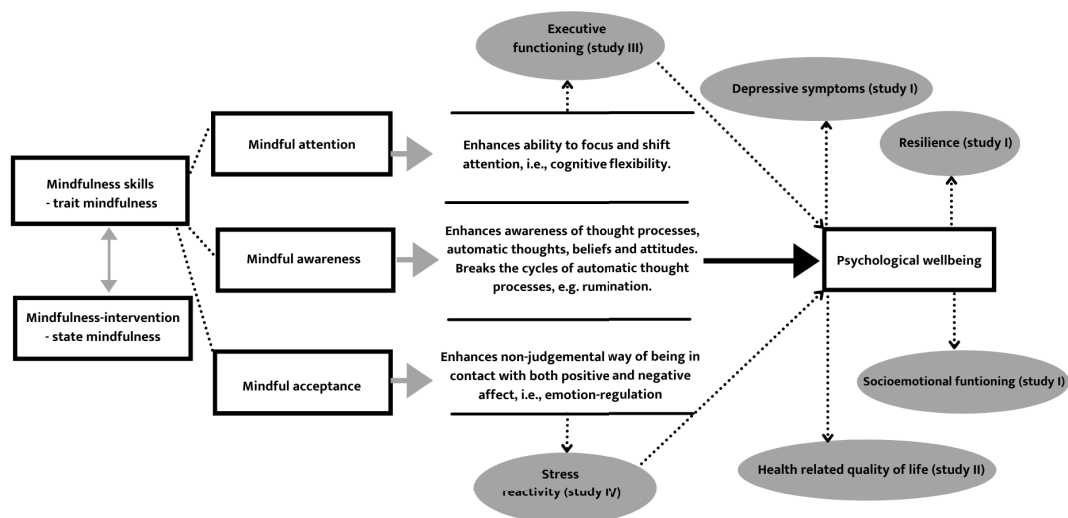 Executive
functioning (study III)
Depressive symptoms (study I)
Resilience (study I)
Mindful attention
Enhances ability to focus and shift
attention, i.e., cognitive flexibility.
Mindfulness skills
- trait mindfulness
Mindful awareness
Enhances awareness of thought processes,
automatic thoughts, beliefs and attitudes.
Breaks the cycles of automatic thought
processes, e.g. rumination.
Psychological wellbeing
Mindfulness-intervention
- state mindfulness
Mindful acceptance
Enhances non-judgemental way of being in
contact with both positive and negative
affect, i.e., emotion-regulation
Socioemotional funtioning (study I)
Stress
reactivity (study IV)
Health related quality of life (study II)